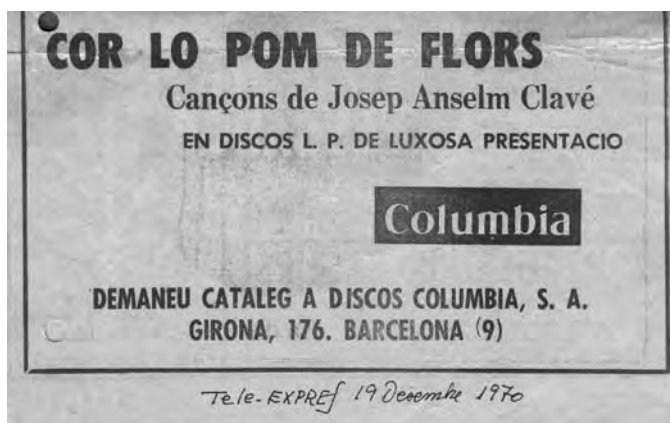 COR LO POM DE FLORS
Cançons de Josep Anselm Clavé
EN DISCOS L. P. DE LUXOSA PRESENTACIO
Columbia
DEMANEU CATALEG A DISCOS COLUMBIA, S. A.
GIRONA, 176. BARCELONA (9)
Tele-EXPRES 19 Desembre 1970